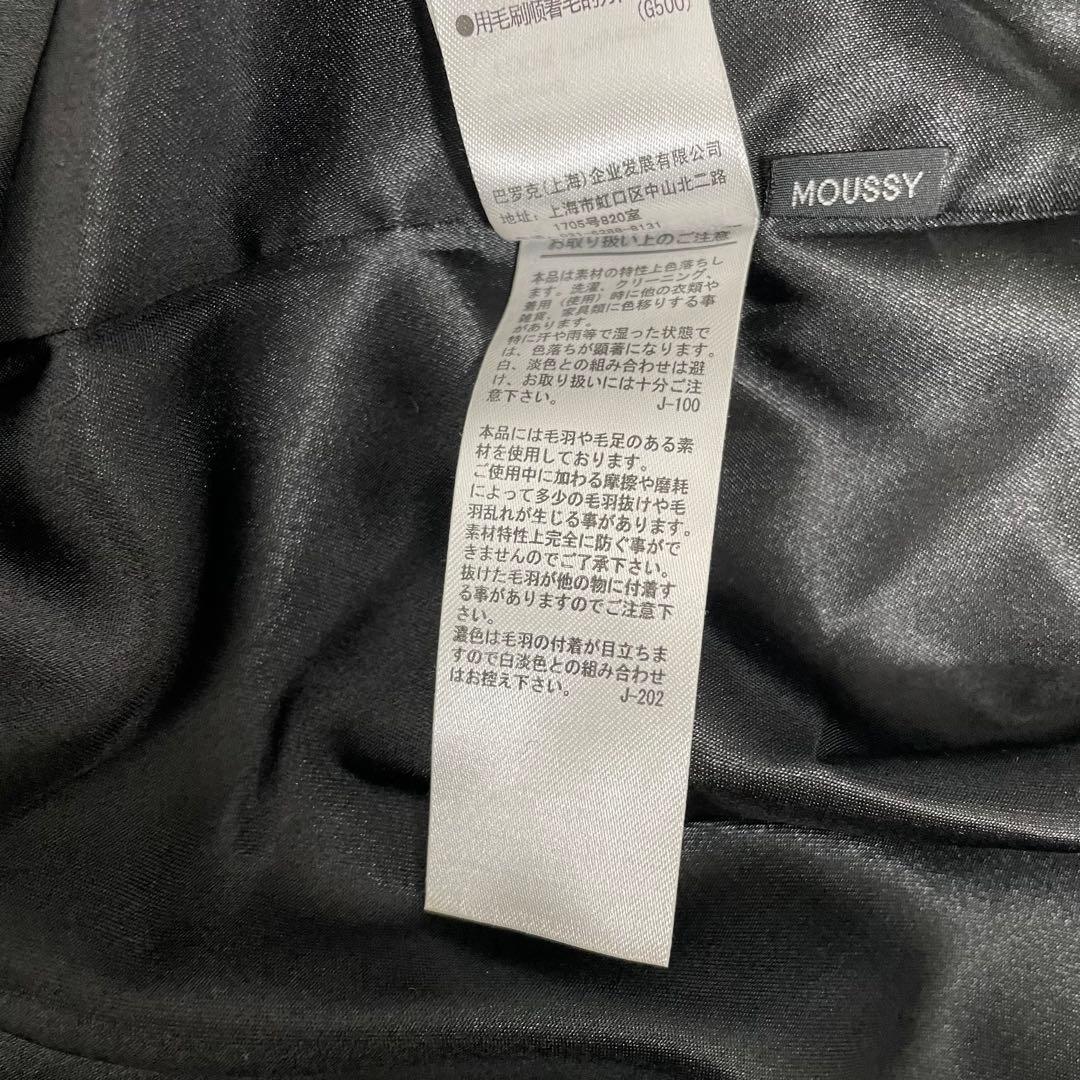 ●用毛刷顺着毛的方
(G500)
巴罗克(上海)企业发展有限公司
地址: 上海市虹口区中山北二路
1705号820室
021-6288-8131
MOUSSY
お取り扱い上のご注意
本品は素材の特性上色落ちし
ます。洗濯、クリーニング、
着用（使用）時に他の衣類や
雑貨、家具類に色移りする事
があります。
特に汗や雨等で湿った状態で
は、色落ちが顕著になります。
白、淡色との組み合わせは避
け、お取り扱いには十分ご注
意下さい。 J-100
本品には毛羽や毛足のある素
材を使用しております。
ご使用中に加わる摩擦や磨耗
によって多少の毛羽抜けや毛
羽乱れが生じる事があります。
素材特性上完全に防ぐ事がで
きませんのでご了承下さい。
抜けた毛羽が他の物に付着す
る事がありますのでご注意下
さい。
濃色は毛羽の付着が目立ちま
すので白淡色との組み合わせ
はお控え下さい。 J-202